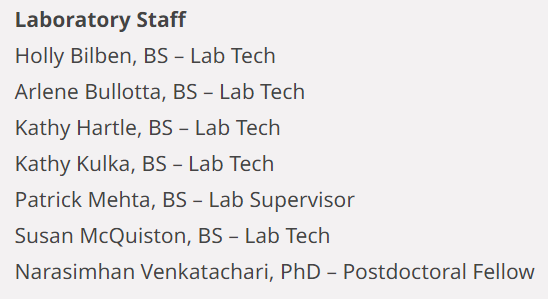 Laboratory Staff
Holly Bilben, BS – Lab Tech
Arlene Bullotta, BS – Lab Tech
Kathy Hartle, BS – Lab Tech
Kathy Kulka, BS – Lab Tech
Patrick Mehta, BS – Lab Supervisor
Susan McQuiston, BS – Lab Tech
Narasimhan Venkatachari, PhD – Postdoctoral Fellow